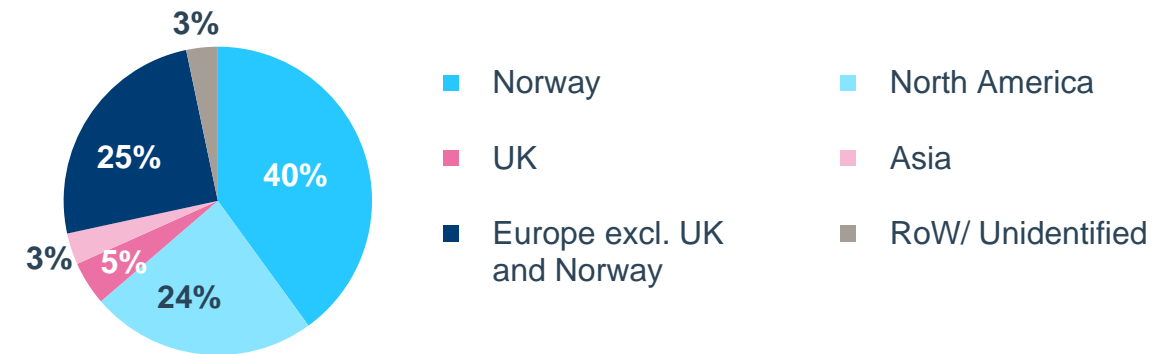 3%
25%
40%
3%
5%
24%
Norway
North America
UK
Asia
Europe excl. UK
and Norway
RoW/ Unidentified